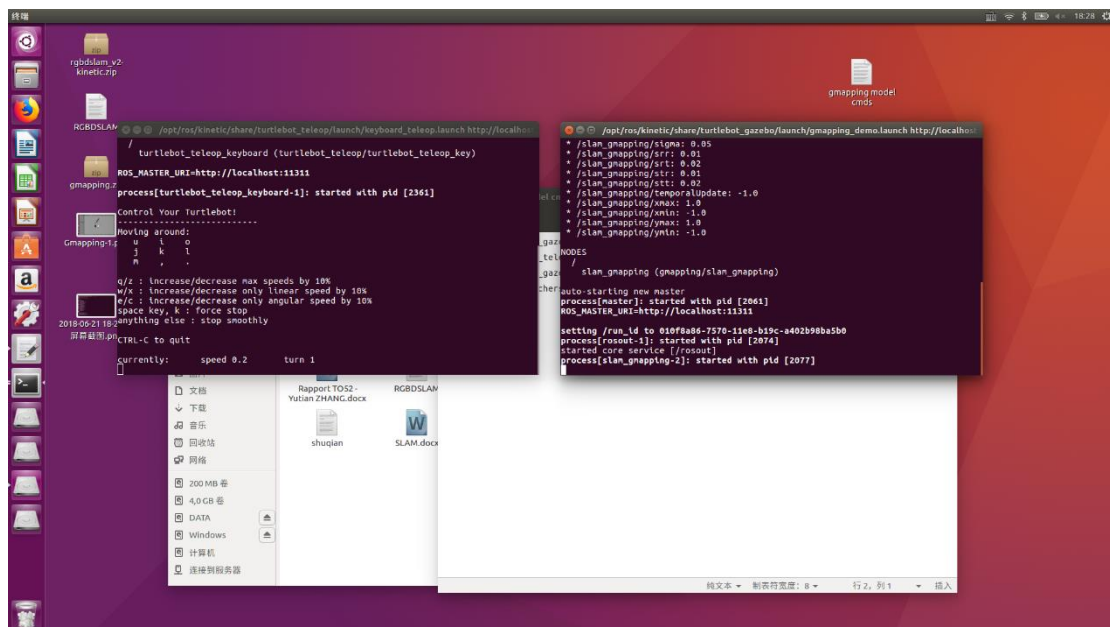 终端
18:28
rgbdslam_v2-
kinetic.zip
gmapping model
cmds
RGBDSLAM
gmapping.z
Gmapping-1.p
2018-06-21 18-2
屏幕截图.pn
/opt/ros/kinetic/share/turtlebot_teleop/launch/keyboard_teleop.launch http://localhos
/
turtlebot_teleop_keyboard (turtlebot_teleop/turtlebot_teleop_key)
ROS_MASTER_URI=http://localhost:11311
process[turtlebot_teleop_keyboard-1]: started with pid [2361]
Control Your Turtlebot!
---------------------------
Moving around:
u i o
j k l
m , .
q/z : increase/decrease max speeds by 10%
w/x : increase/decrease only linear speed by 10%
e/c : increase/decrease only angular speed by 10%
space key, k : force stop
anything else : stop smoothly
CTRL-C to quit
currently: speed 0.2 turn 1
/opt/ros/kinetic/share/turtlebot_gazebo/launch/gmapping_demo.launch http://localhos
* /slam_gmapping/sigma: 0.05
* /slam_gmapping/srr: 0.01
* /slam_gmapping/srt: 0.02
* /slam_gmapping/str: 0.01
* /slam_gmapping/stt: 0.02
* /slam_gmapping/temporalUpdate: -1.0
* /slam_gmapping/xmax: 1.0
* /slam_gmapping/xmin: -1.0
* /slam_gmapping/ymax: 1.0
* /slam_gmapping/ymin: -1.0
NODES
/
slam_gmapping (gmapping/slam_gmapping)
auto-starting new master
process[master]: started with pid [2061]
ROS_MASTER_URI=http://localhost:11311
setting /run_id to 010f8a86-7570-11e8-b19c-a402b98ba5b0
process[rosout-1]: started with pid [2074]
started core service [/rosout]
process[slam_gmapping-2]: started with pid [2077]
文档
下载
音乐
回收站
网络
200 MB 卷
4,0 GB 卷
DATA
Windows
计算机
连接到服务器
Rapport TO52 -
Yutian ZHANG.docx
RGBDSLAM
shuqian
SLAM.docx
纯文本 制表符宽度: 8 行 2, 列 1 插入